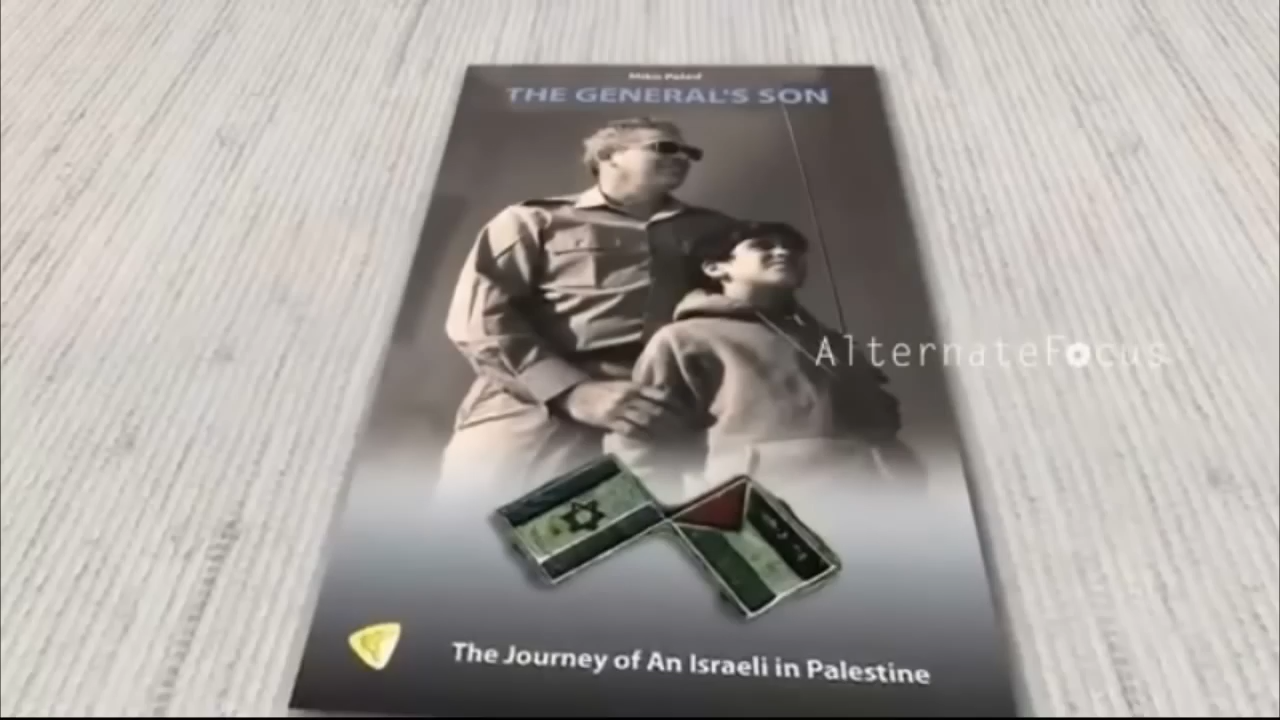 Miko Peled
THE GENERAL'S SON
AlternateFocus
The Journey of An Israeli in Palestine